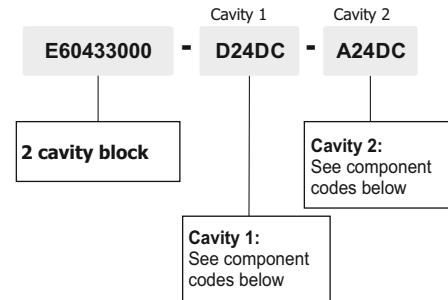 Cavity 1 Cavity 2
E60433000 - D24DC - A24DC
2 cavity block
Cavity 2:
See component
codes below
Cavity 1:
See component
codes below